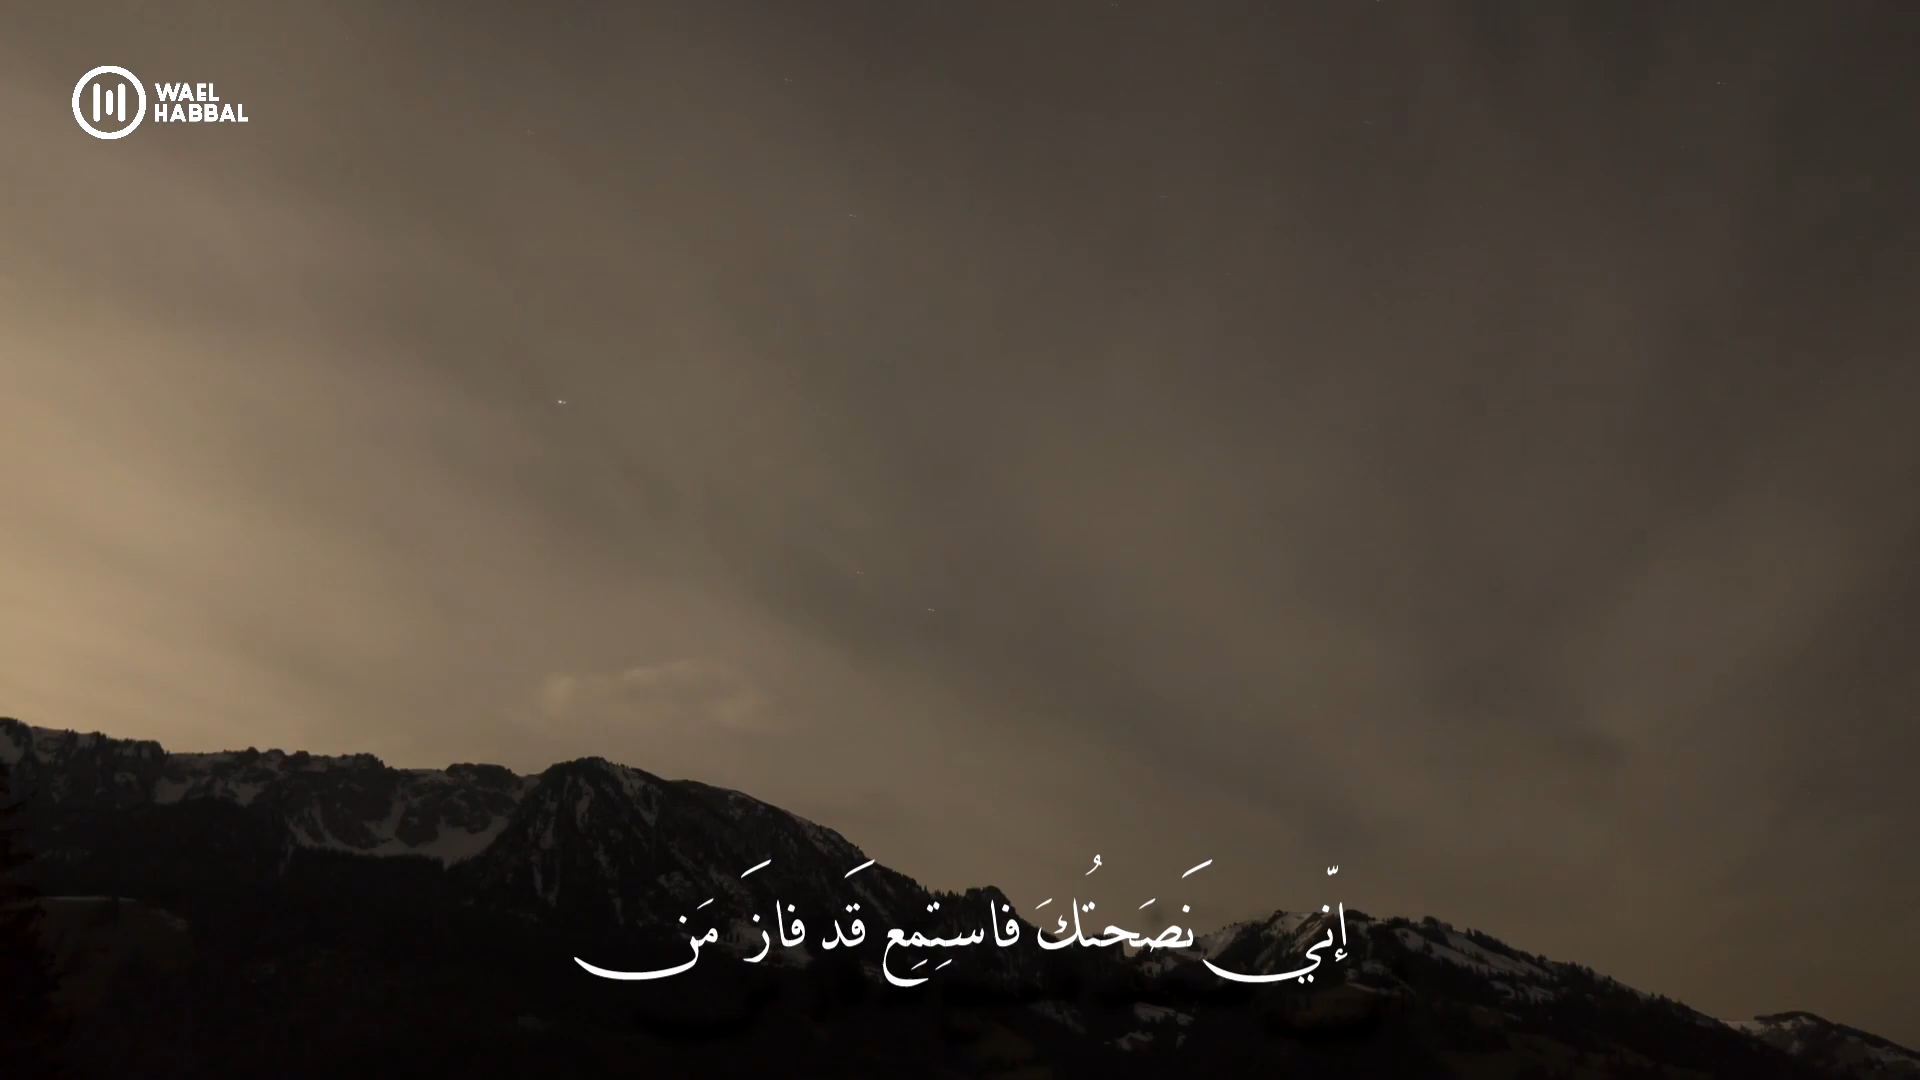 WAEL
HABBAL
إنّي نَصَحتُكَ فاستِمِع قَد فازَ مَن